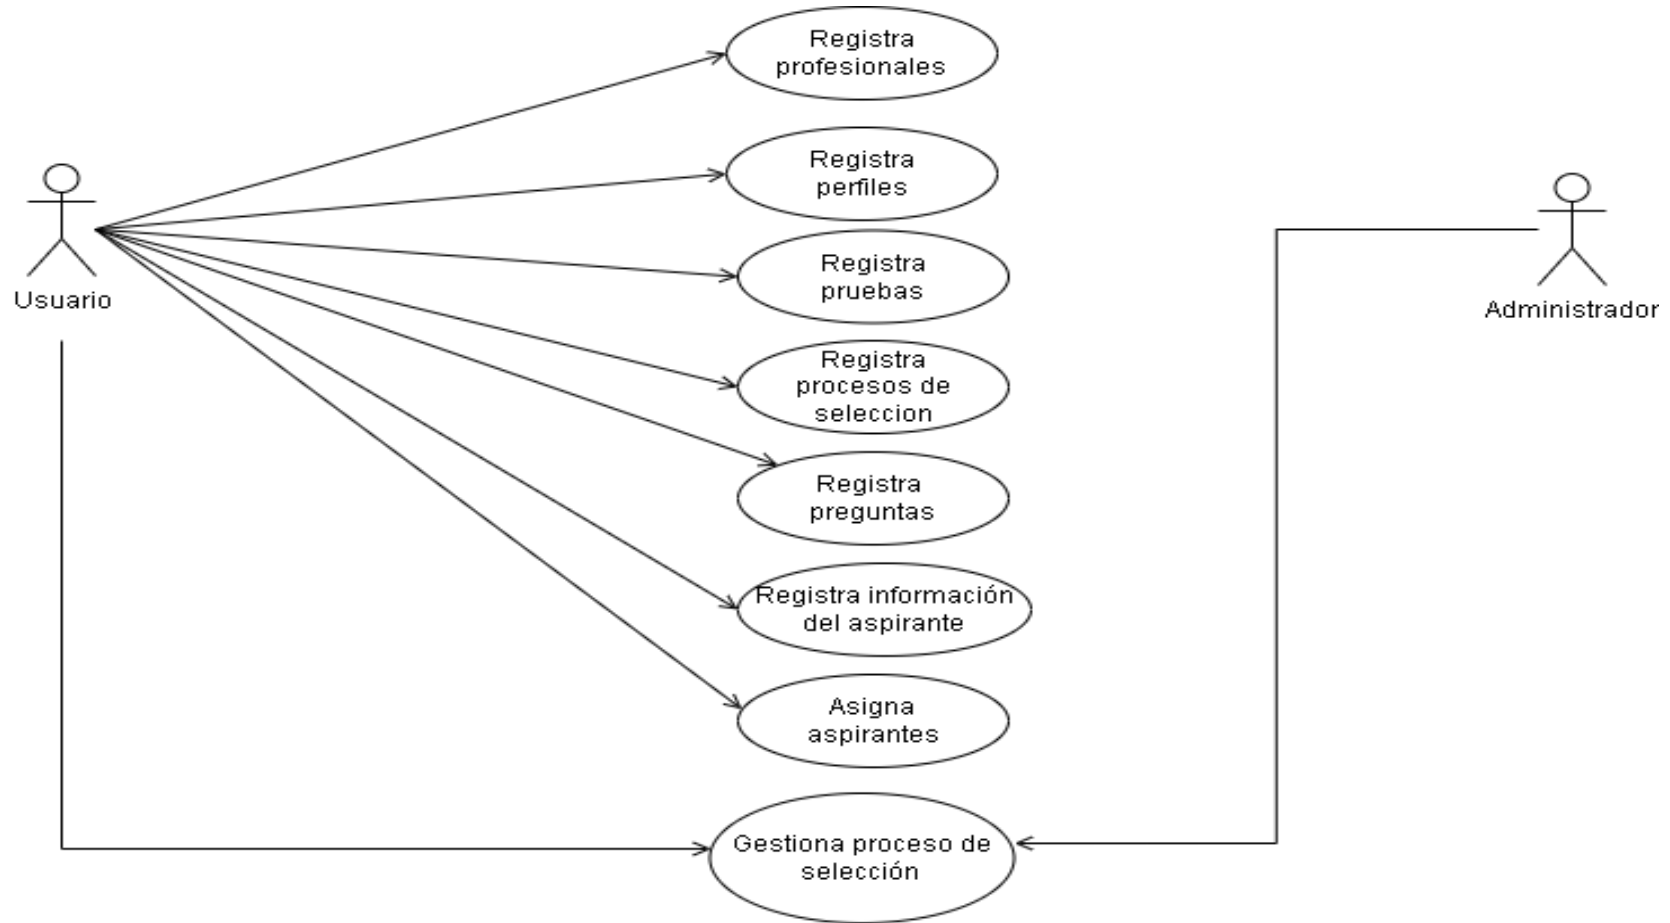 Registra
profesionales
Registra
perfiles
Usuario
Registra
pruebas
Administrador
Registra
procesos de
seleccion
Registra
preguntas
Registra información
del aspirante
Asigna
aspirantes
Gestiona proceso de
selección